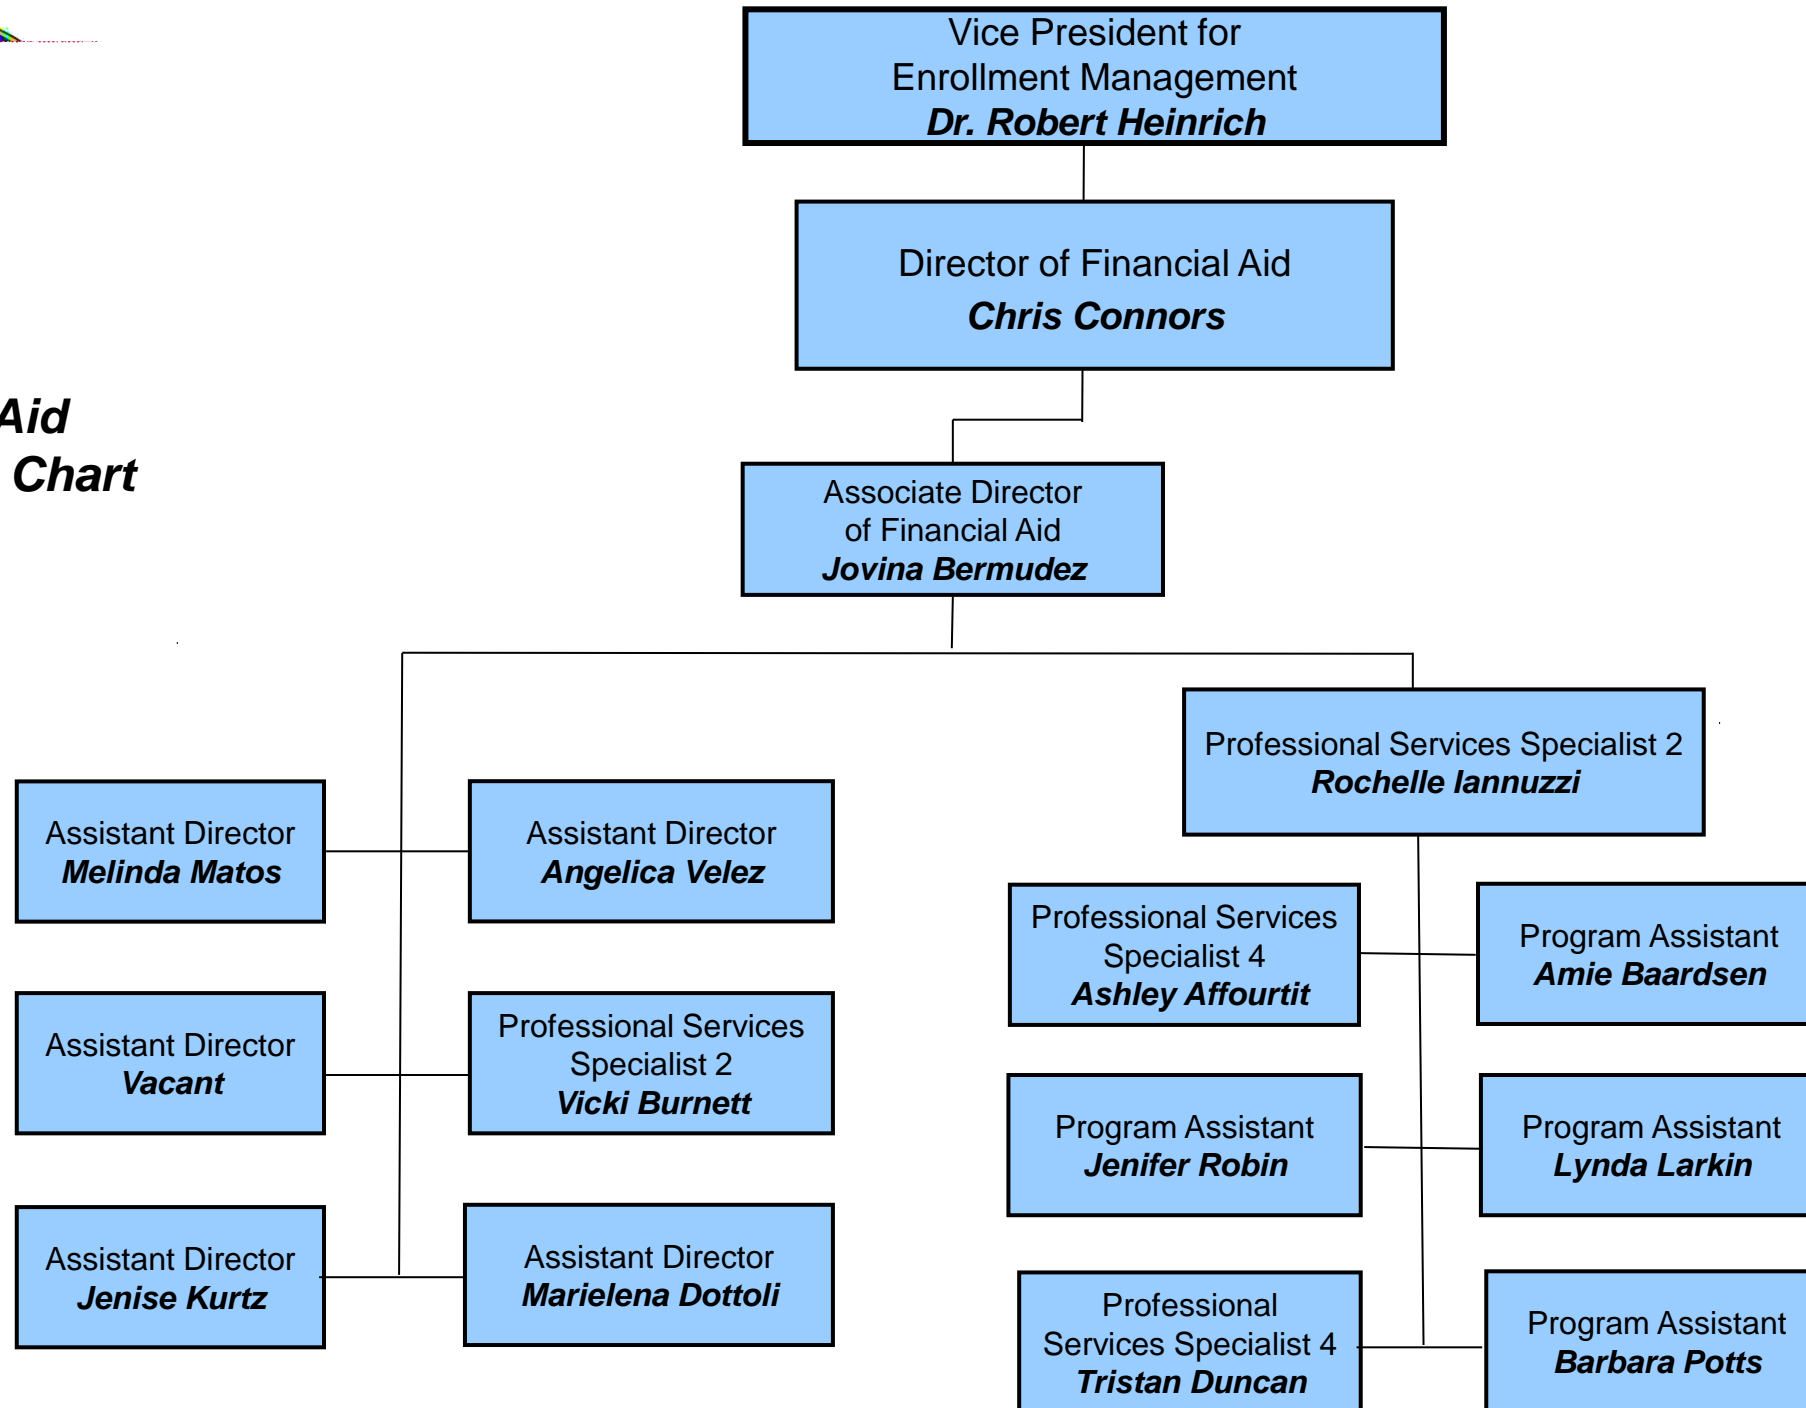 Vice President for
Enrollment Management
Dr. Robert Heinrich
Director of Financial Aid
Chris Connors
Aid
Chart
Associate Director
of Financial Aid
Jovina Bermudez
Professional Services Specialist 2
Rochelle Iannuzzi
Assistant Director
Melinda Matos
Assistant Director
Angelica Velez
Professional Services
Specialist 4
Ashley Affourtit
Program Assistant
Amie Baardsen
Assistant Director
Vacant
Professional Services
Specialist 2
Vicki Burnett
Program Assistant
Jenifer Robin
Program Assistant
Lynda Larkin
Assistant Director
Jenise Kurtz
Assistant Director
Marielena Dottoli
Professional
Services Specialist 4
Tristan Duncan
Program Assistant
Barbara Potts